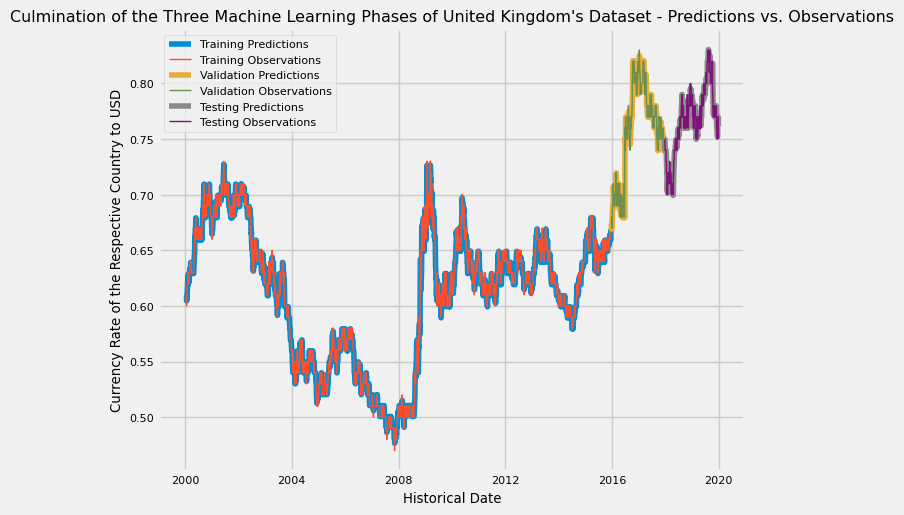 Culmination of the Three Machine Learning Phases of United Kingdom's Dataset - Predictions vs. Observations
Training Predictions
Training Observations
Validation Predictions
Validation Observations
Testing Predictions
Testing Observations
Currency Rate of the Respective Country to USD
0.80
0.75
0.70
0.65
0.60
0.55
0.50
2000 2004 2008 2012 2016 2020
Historical Date